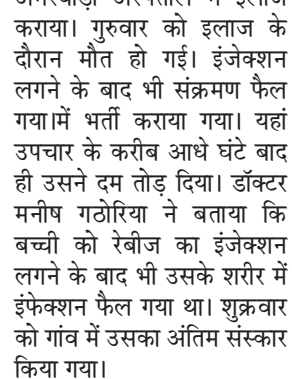 कराया। गुरुवार को इलाज के
दौरान मौत हो गई। इंजेक्शन
लगने के बाद भी संक्रमण फैल
गया।में भर्ती कराया गया। यहां
उपचार के करीब आधे घंटे बाद
ही उसने दम तोड़ दिया। डॉक्टर
मनीष गठोरिया ने बताया कि
बच्ची को रेबीज का इंजेक्शन
लगने के बाद भी उसके शरीर में
इंफेक्शन फैल गया था। शुक्रवार
को गांव में उसका अंतिम संस्कार
किया गया।